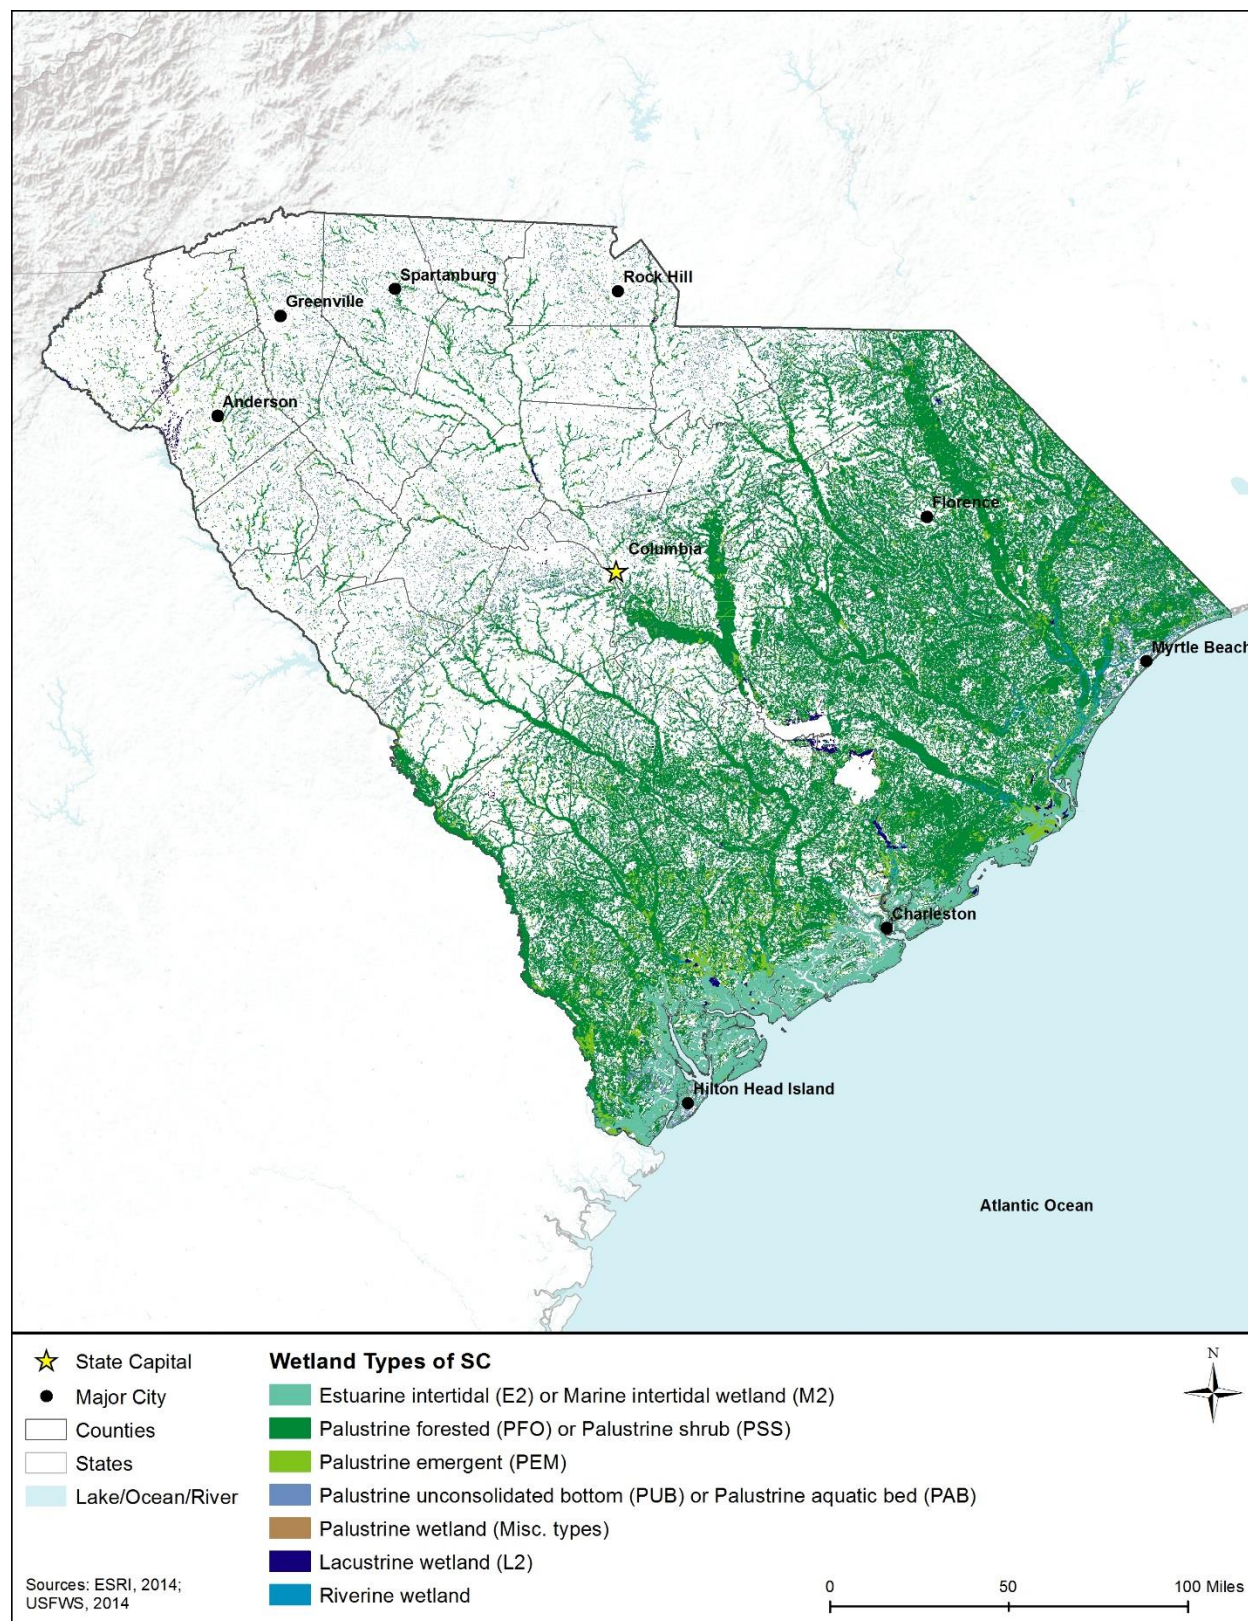 Spartanburg
Rock Hill
Greenville
Anderson
Florence
Columbia
Myrtle Beach
Charleston
Hilton Head Island
Atlantic Ocean
State Capital
Major City
Counties
States
Lake/Ocean/River
Sources: ESRI, 2014;
USFWS, 2014
Wetland Types of SC
Estuarine intertidal (E2) or Marine intertidal wetland (M2)
Palustrine forested (PFO) or Palustrine shrub (PSS)
Palustrine emergent (PEM)
Palustrine unconsolidated bottom (PUB) or Palustrine aquatic bed (PAB)
Palustrine wetland (Misc. types)
Lacustrine wetland (L2)
Riverine wetland
N
0 50 100 Miles